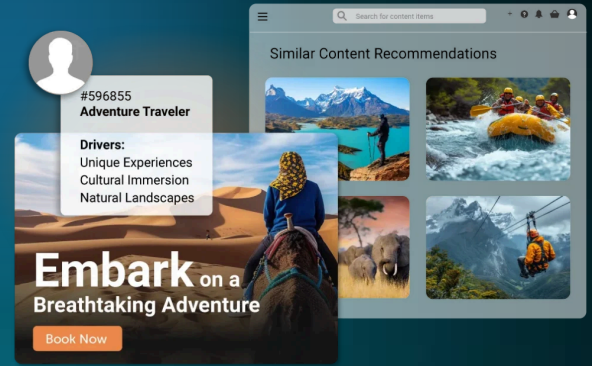 Search for content items
Similar Content Recommendations
#596855
Adventure Traveler
Drivers:
Unique Experiences
Cultural Immersion
Natural Landscapes
Embark on a
Breathtaking Adventure
Book Now